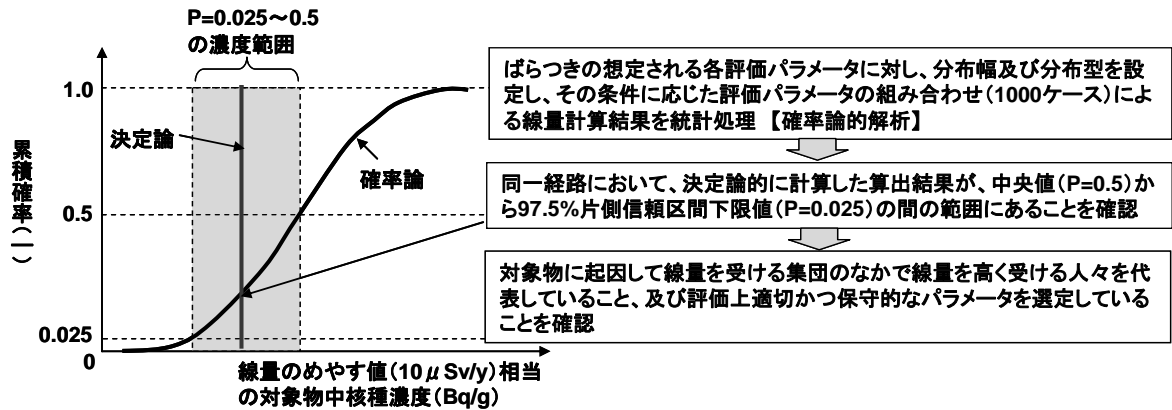 P=0.025～0.5
の濃度範囲
1.0
0.5
0.025
0
累積確率(－)
決定論
確率論
線量のめやす値(10μSv/y)相当
の対象物中核種濃度(Bq/g)
ばらつきの想定される各評価パラメータに対し、分布幅及び分布型を設
定し、その条件に応じた評価パラメータの組み合わせ(1000ケース)によ
る線量計算結果を統計処理 【確率論的解析】
同一経路において、決定論的に計算した算出結果が、中央値(P=0.5)か
ら97.5%片側信頼区間下限値(P=0.025)の間の範囲にあることを確認
対象物に起因して線量を受ける集団のなかで線量を高く受ける人々を代
表していること、及び評価上適切かつ保守的なパラメータを選定している
ことを確認